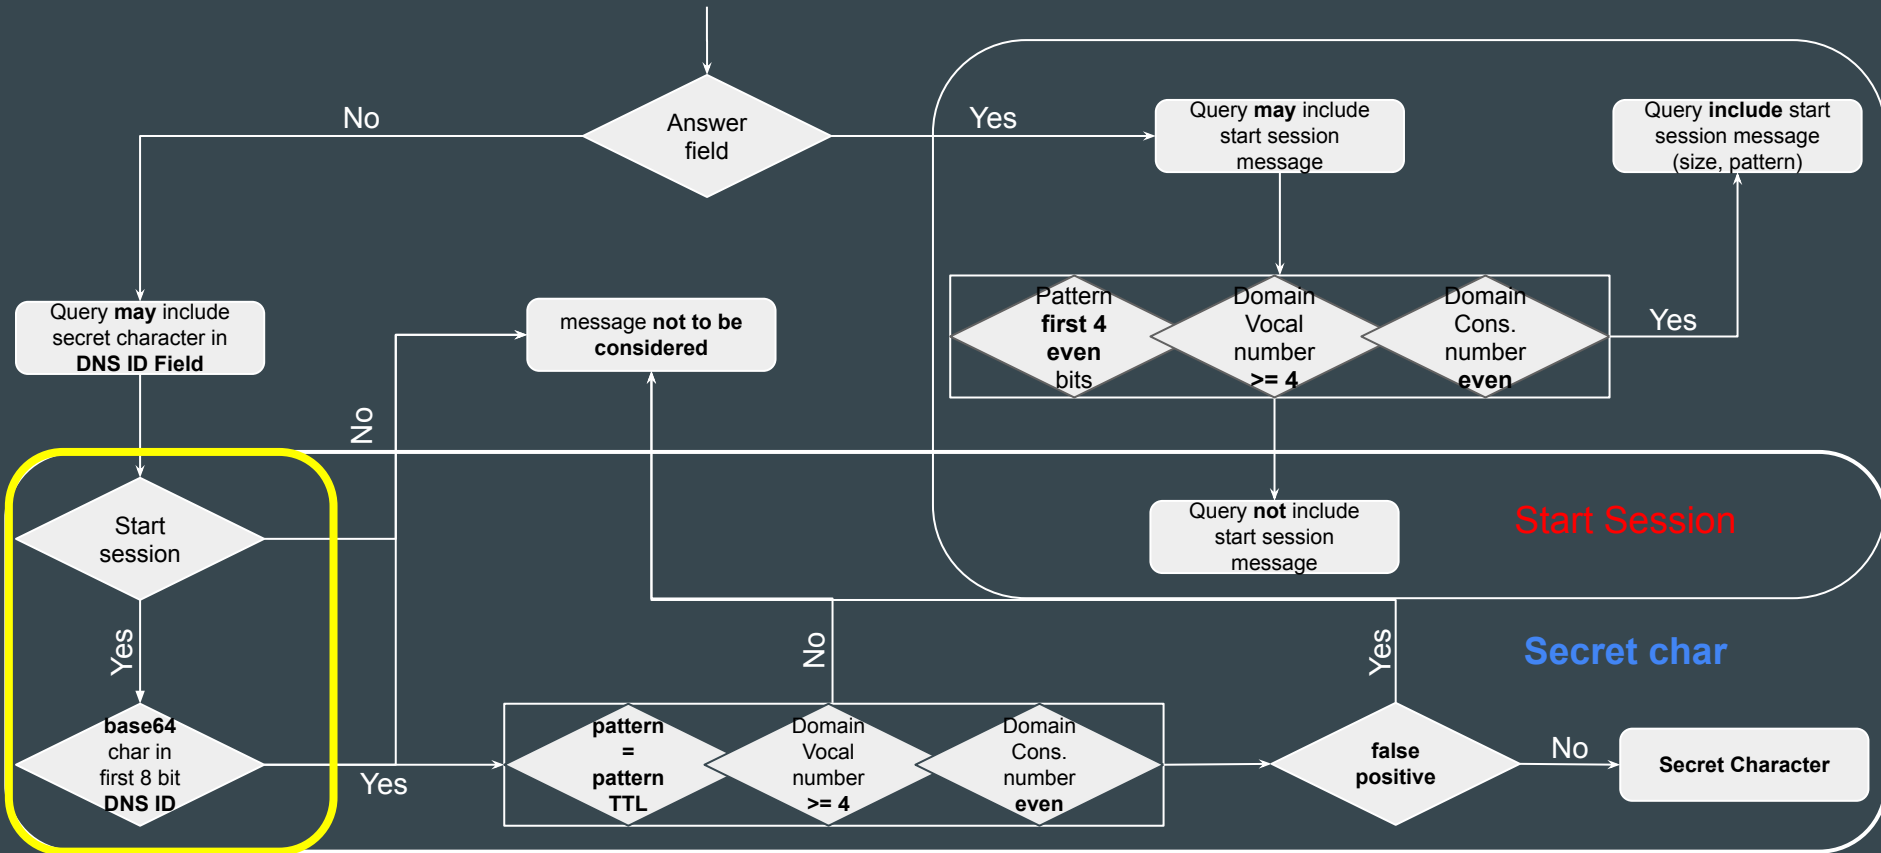 No
Answer
field
Yes
Query may include
start session
message
Query include start
session message
(size, pattern)
Query may include
secret character in
DNS ID Field
message not to be
considered
Pattern
first 4
even
bits
Domain
Vocal
number
>= 4
Domain
Cons.
number
even
Yes
No
Start
session
Query not include
start session
message
Start Session
Yes
No
Yes
Secret char
base64
char in
first 8 bit
DNS ID
Yes
pattern
=
pattern
TTL
Domain
Vocal
number
>= 4
Domain
Cons.
number
even
false
positive
No
Secret Character